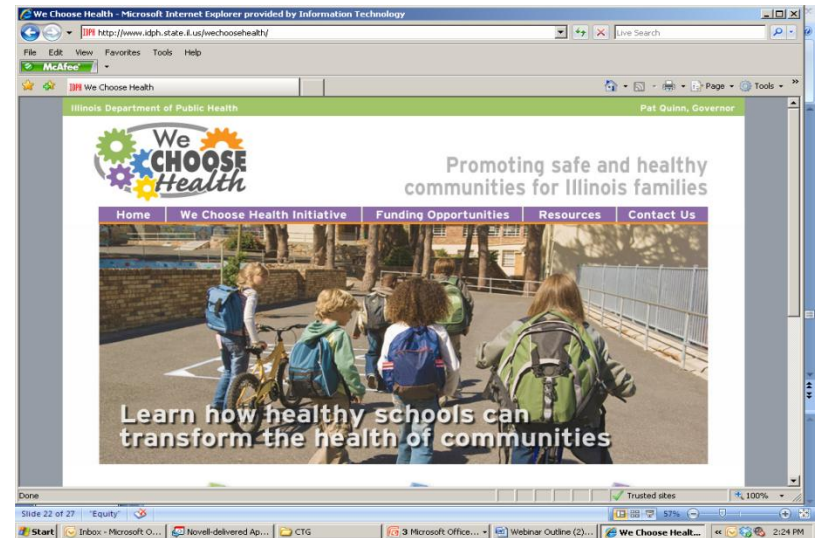 We Choose Health - Microsoft Internet Explorer provided by Information Technology
http://www.idph.state.il.us/wechoosehealth/
Live Search
File Edit View Favorites Tools Help
McAfee
We Choose Health
Page Tools
Illinois Department of Public Health
Pat Quinn, Governor
We
CHOOSE
Health
Promoting safe and healthy
communities for Illinois families
Home We Choose Health Initiative Funding Opportunities Resources Contact Us
Learn how healthy schools can
transform the health of communities
Done
Trusted sites
100%
Slide 22 of 27 "Equity" 57%
Start Inbox - Microsoft O... Novell-delivered Ap... CTG 3 Microsoft Office... Webinar Outline (2)... We Choose Healt... 2:24 PM